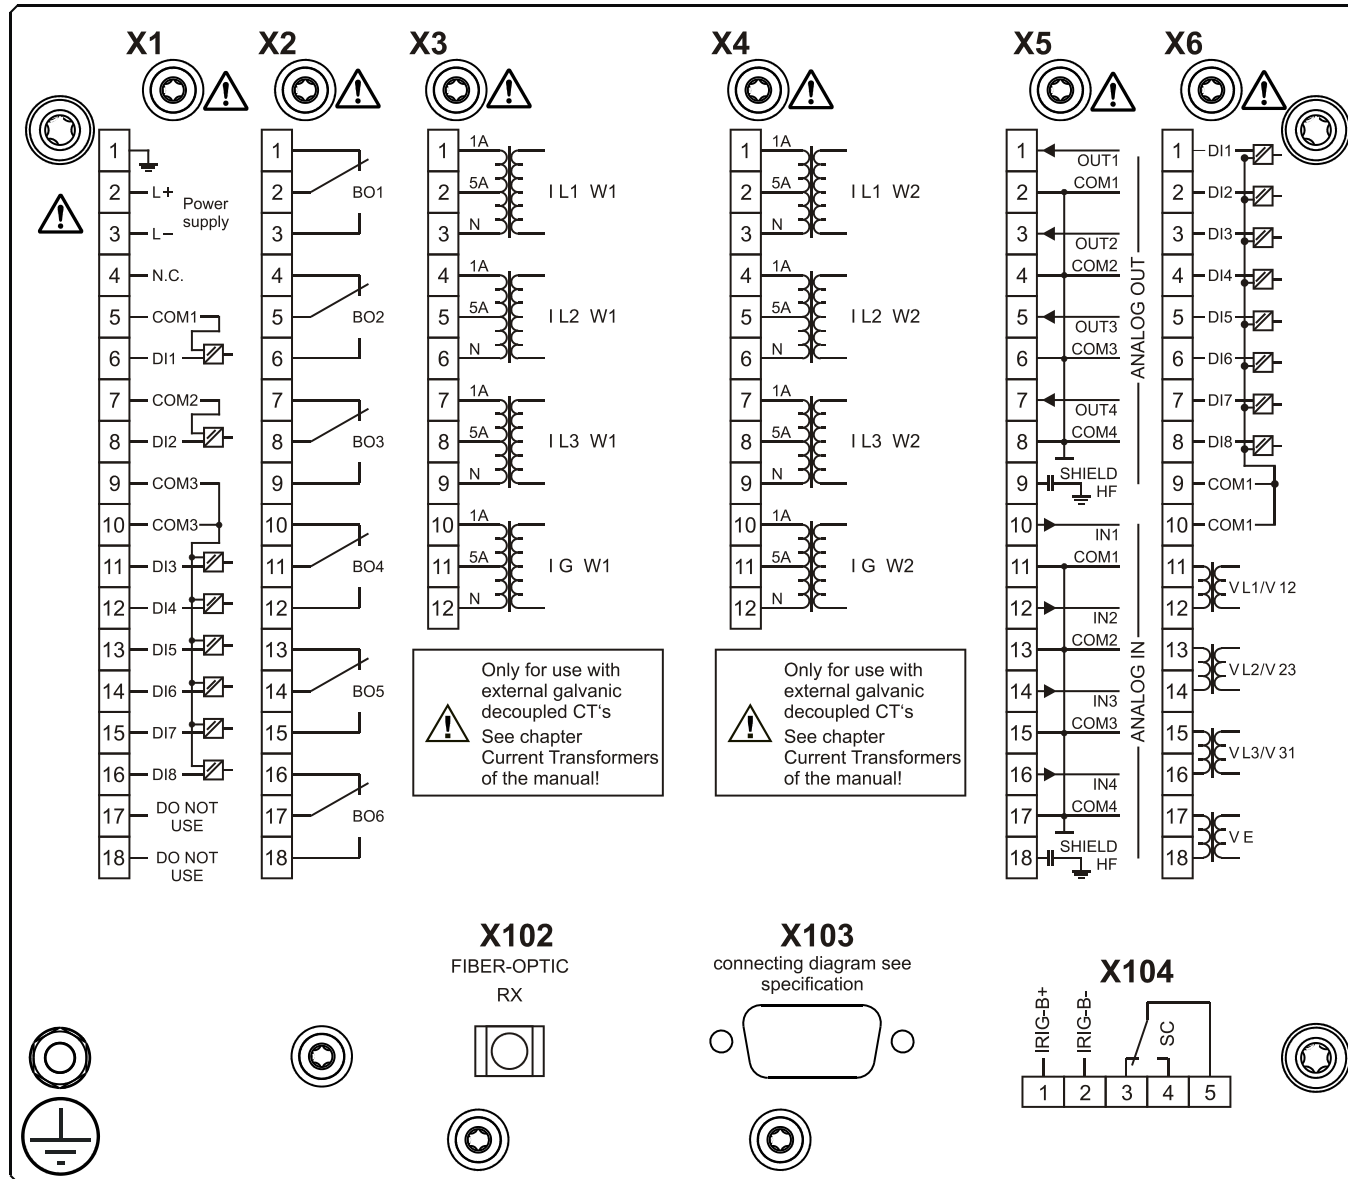 X1
1
2 L+
Power
supply
3 L–
4 N.C.
5 COM1
6 DI1
7 COM2
8 DI2
9 COM3
10 COM3
11 DI3
12 DI4
13 DI5
14 DI6
15 DI7
16 DI8
17 DO NOT
USE
18 DO NOT
USE
X2
1
2 BO1
3
4
5 BO2
6
7
8 BO3
9
10
11 BO4
12
13
14 BO5
15
16
17 BO6
18
X3
1 1A
2 5A I L1 W1
3 N
4 1A
5 5A I L2 W1
6 N
7 1A
8 5A I L3 W1
9 N
10 1A
11 5A I G W1
12 N
Only for use with
external galvanic
decoupled CT's
See chapter
Current Transformers
of the manual!
X4
1 1A
2 5A I L1 W2
3 N
4 1A
5 5A I L2 W2
6 N
7 1A
8 5A I L3 W2
9 N
10 1A
11 5A I G W2
12 N
Only for use with
external galvanic
decoupled CT's
See chapter
Current Transformers
of the manual!
X5
1 OUT1
2 COM1
3 OUT2
4 COM2
5 OUT3
6 COM3
7 OUT4
8 COM4
9 SHIELD
HF
ANALOG OUT
10 IN1
11 COM1
12 IN2
13 COM2
14 IN3
15 COM3
16 IN4
17 COM4
18 SHIELD
HF
ANALOG IN
X6
1 DI1
2 DI2
3 DI3
4 DI4
5 DI5
6 DI6
7 DI7
8 DI8
9 COM1
10 COM1
11
V L1/V 12
12
13
V L2/V 23
14
15
V L3/V 31
16
17
V E
18
X102
FIBER-OPTIC
RX
X103
connecting diagram see
specification
X104
IRIG-B+
IRIG-B-
SC
1 2 3 4 5